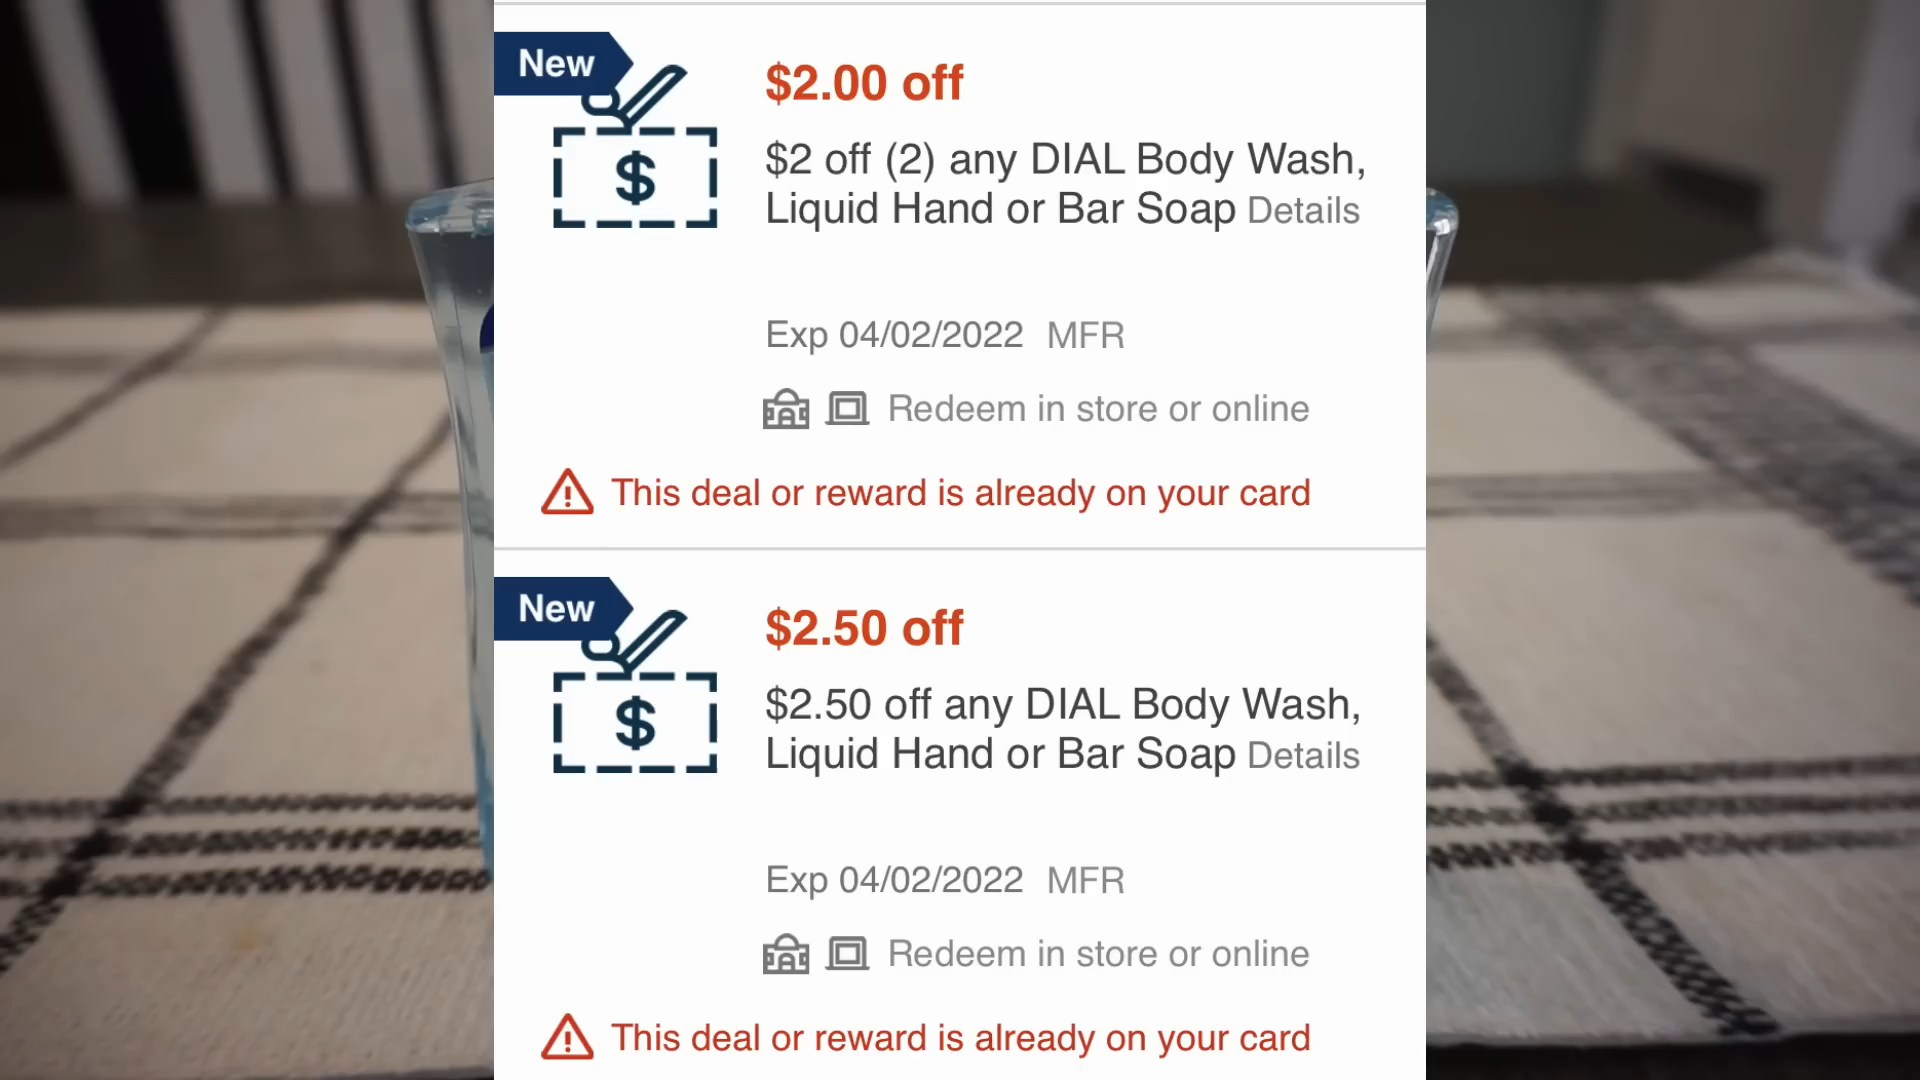 New
$2.00 off
$
$2 off (2) any DIAL Body Wash,
Liquid Hand or Bar Soap Details
Exp 04/02/2022 MFR
Redeem in store or online
This deal or reward is already on your card
New
$2.50 off
$
$2.50 off any DIAL Body Wash,
Liquid Hand or Bar Soap Details
Exp 04/02/2022 MFR
Redeem in store or online
This deal or reward is already on your card